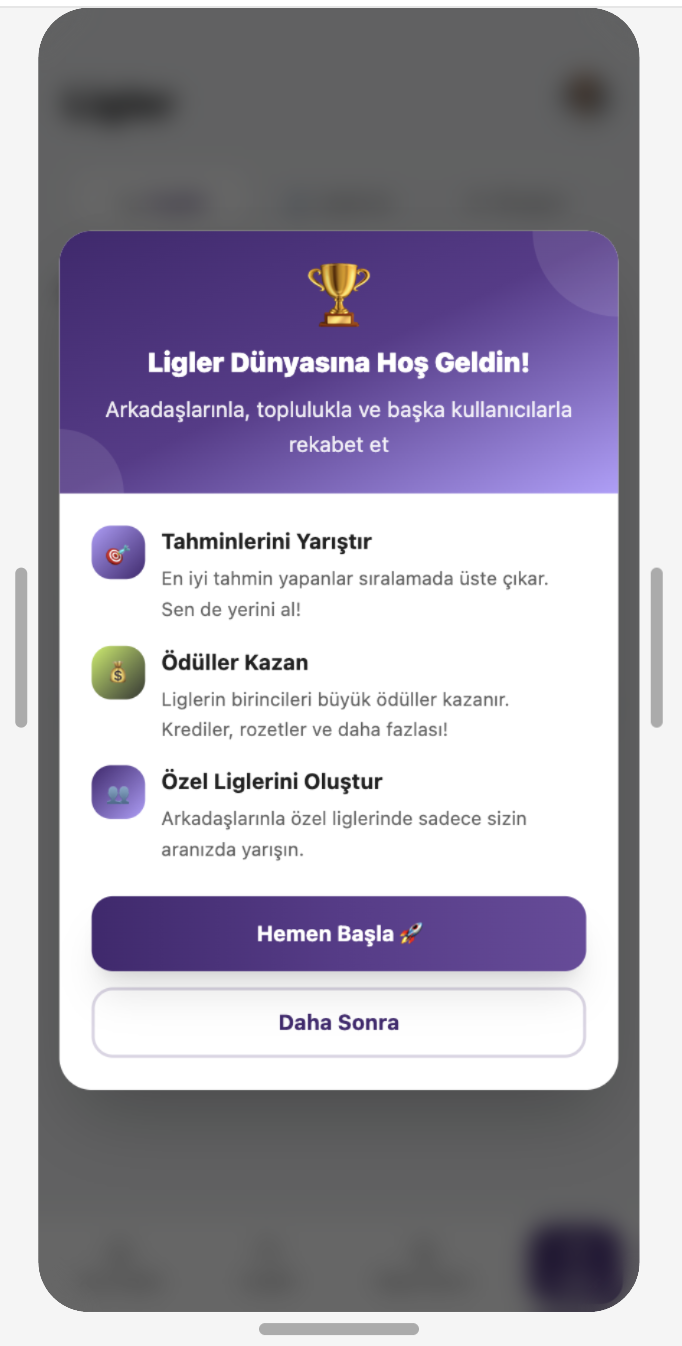 Ligler Dünyasına Hoş Geldin!
Arkadaşlarınla, toplulukla ve başka kullanıcılarla
rekabet et
Tahminlerini Yarıştır
En iyi tahmin yapanlar sıralamada üste çıkar.
Sen de yerini al!
Ödüller Kazan
Liglerin birincileri büyük ödüller kazanır.
Krediler, rozetler ve daha fazlası!
Özel Liglerini Oluştur
Arkadaşlarınla özel liglerinde sadece sizin
aranızda yarışın.
Hemen Başla 🚀
Daha Sonra